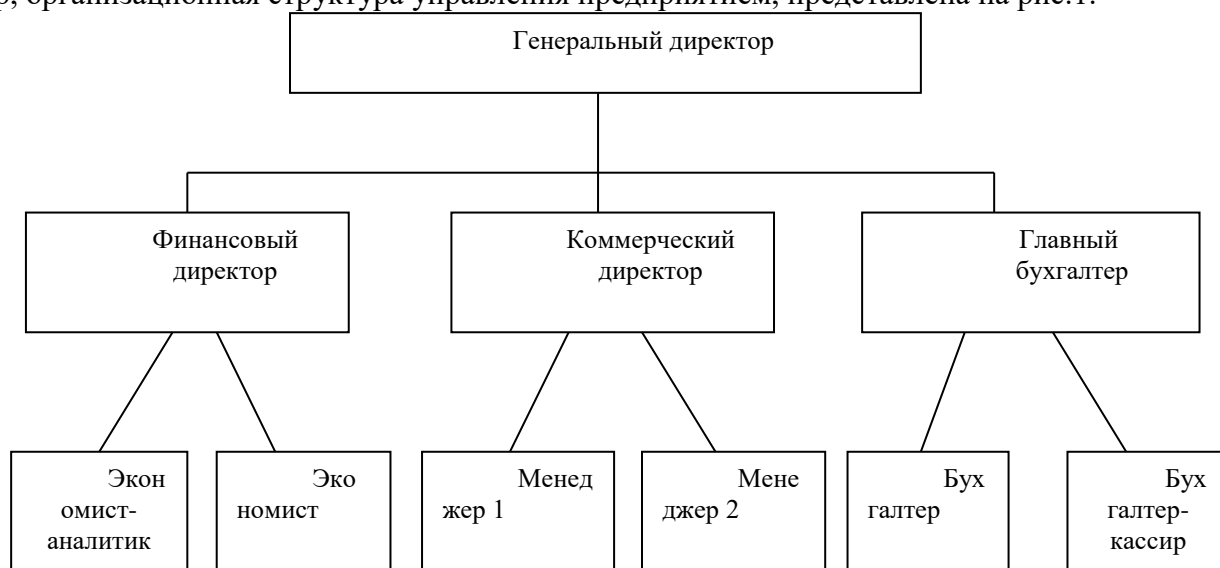 организационная структура управления предприятием, представлена на рис.1.
Генеральный директор
Финансовый
директор
Коммерческий
директор
Главный
бухгалтер
Экон
омист-
аналитик
Эко
номист
Менед
жер 1
Мене
джер 2
Бух
галтер
Бух
галтер-
кассир